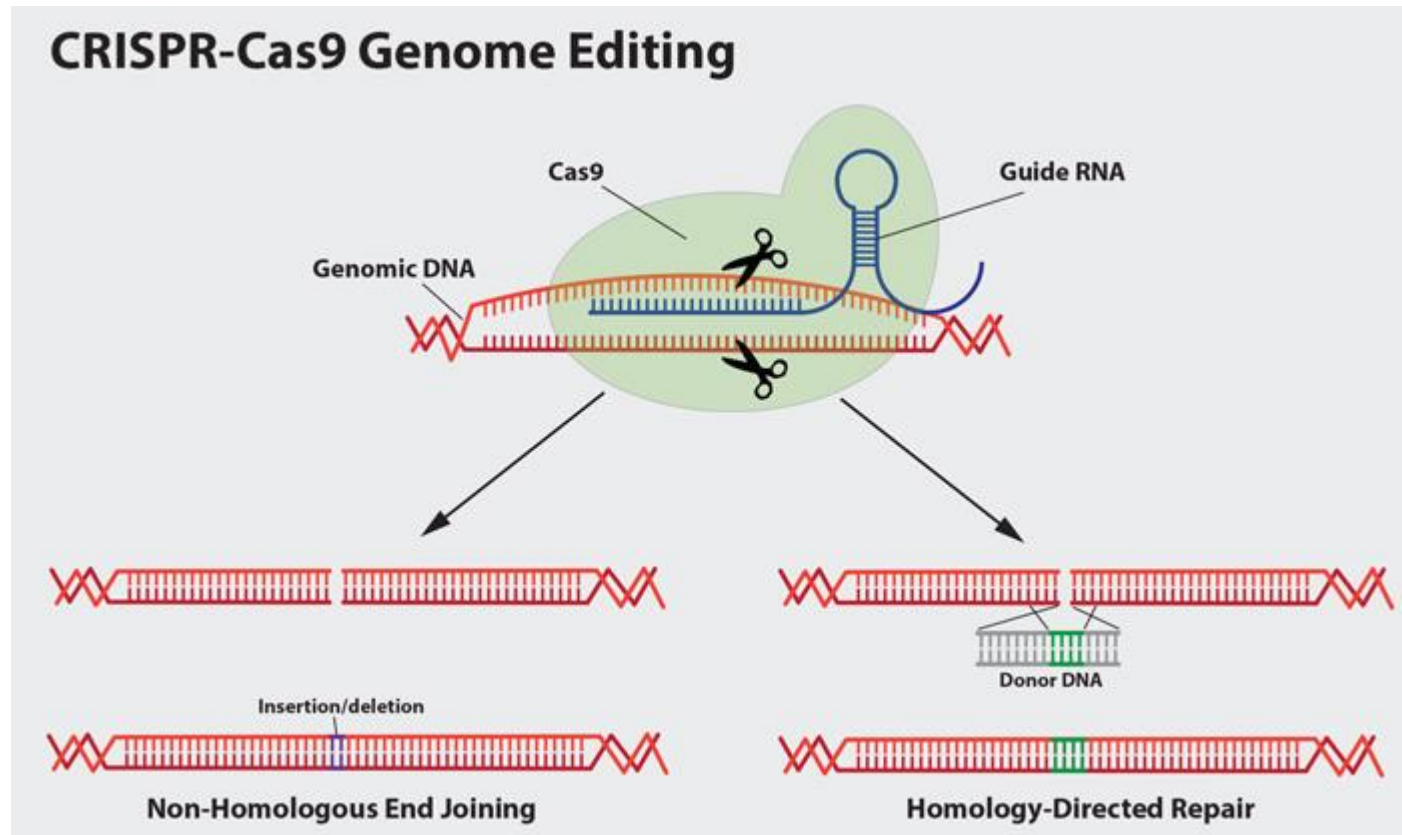 CRISPR-Cas9 Genome Editing
Cas9
Guide RNA
Genomic DNA
Donor DNA
Insertion/deletion
Non-Homologous End Joining
Homology-Directed Repair